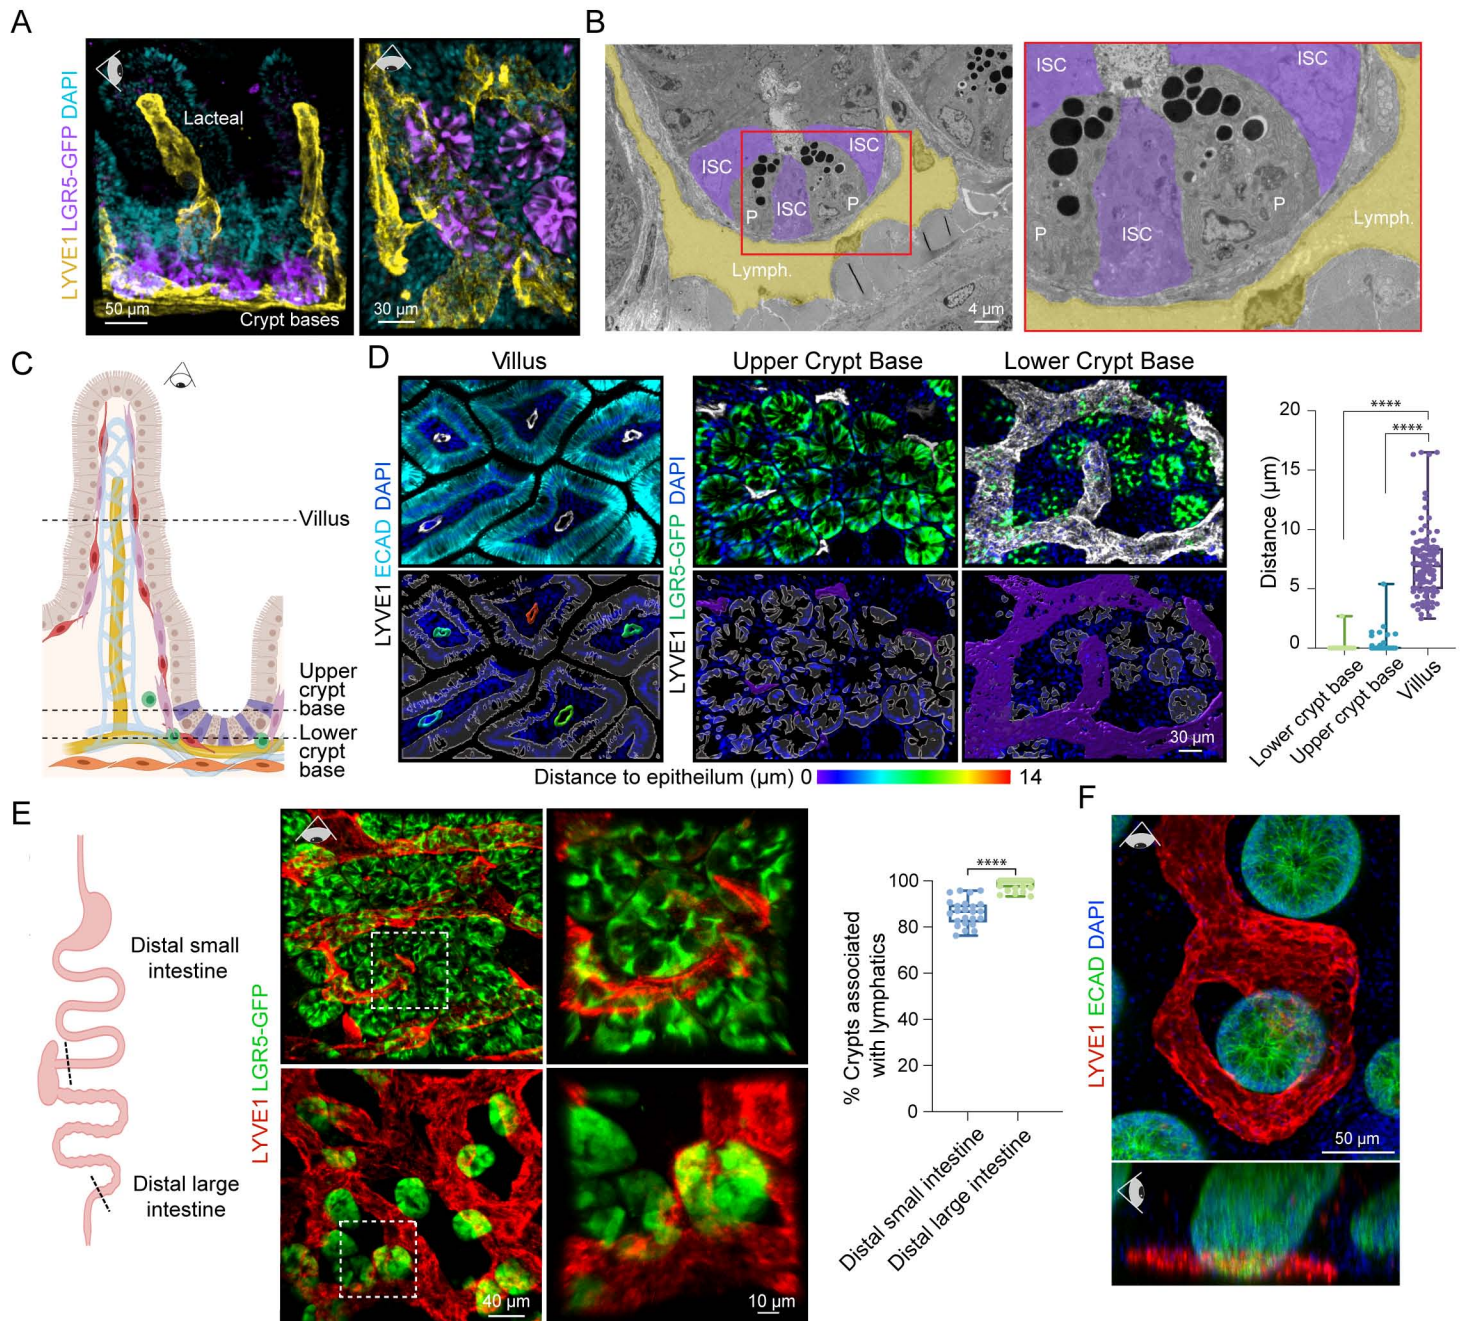 A
LYVE1 LGR5-GFP DAPI
Lacteal
50 µm
Crypt bases
30 µm
B
ISC
ISC
P
ISC
P
Lymph.
4 µm
ISC
ISC
P
ISC
P
Lymph.
C
Villus
Upper
crypt
base
Lower
crypt
base
D
Villus
Upper Crypt Base
Lower Crypt Base
LYVE1 ECAD DAPI
LYVE1 LGR5-GFP DAPI
30 µm
Distance to epitheilum (µm) 0
14
Distance (µm)
20
15
10
5
0
****
****
Lower crypt base
Upper crypt base
Villus
E
Distal small
intestine
Distal large
intestine
LYVE1 LGR5-GFP
40 µm
10 µm
% Crypts associated
with lymphatics
100
80
60
40
20
0
****
Distal small intestine
Distal large intestine
F
LYVE1 ECAD DAPI
50 µm